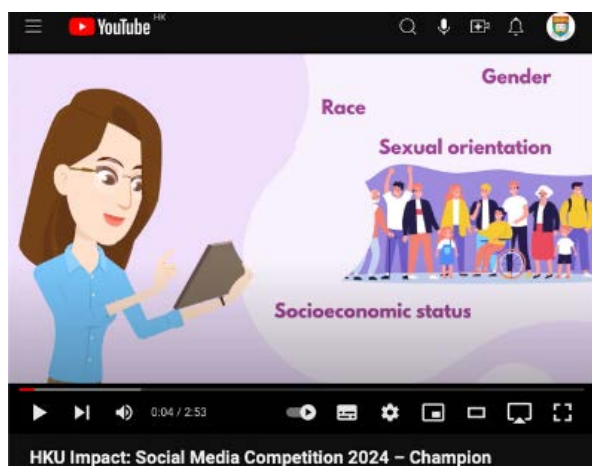 YouTube HK
Gender
Race
Sexual orientation
Socioeconomic status
0:04 / 2:53
HKU Impact: Social Media Competition 2024 – Champion